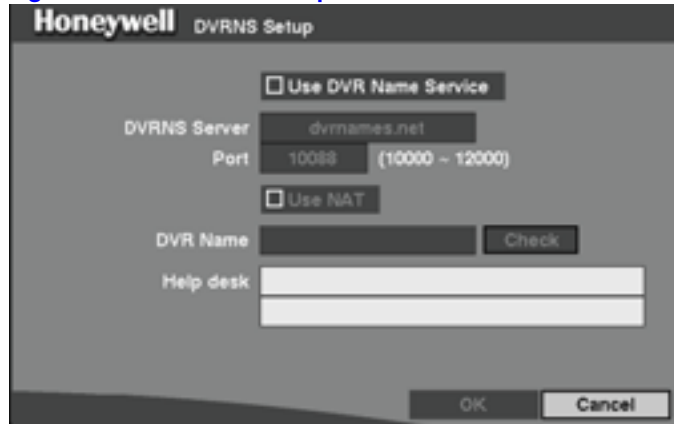 Honeywell DVRNS Setup
Use DVR Name Service
DVRNS Server dvrnames.net
Port 10088 (10000 ~ 12000)
Use NAT
DVR Name Check
Help desk
OK Cancel